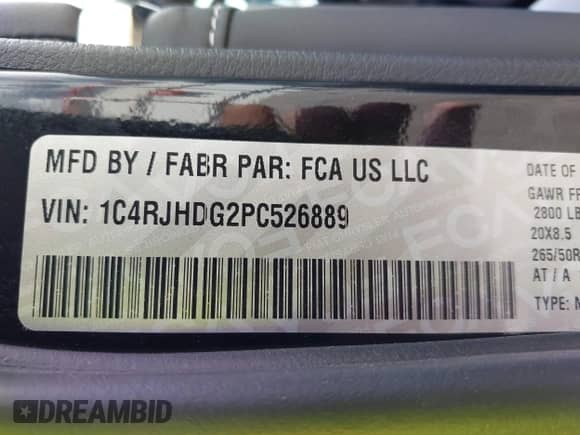 MFD BY / FABR PAR: FCA US LLC
VIN: 1C4RJHDG2PC526889
DATE OF
GAWR FR
2800 LB
20X8.5
265/50R
AT / A
TYPE:
DREAMBID